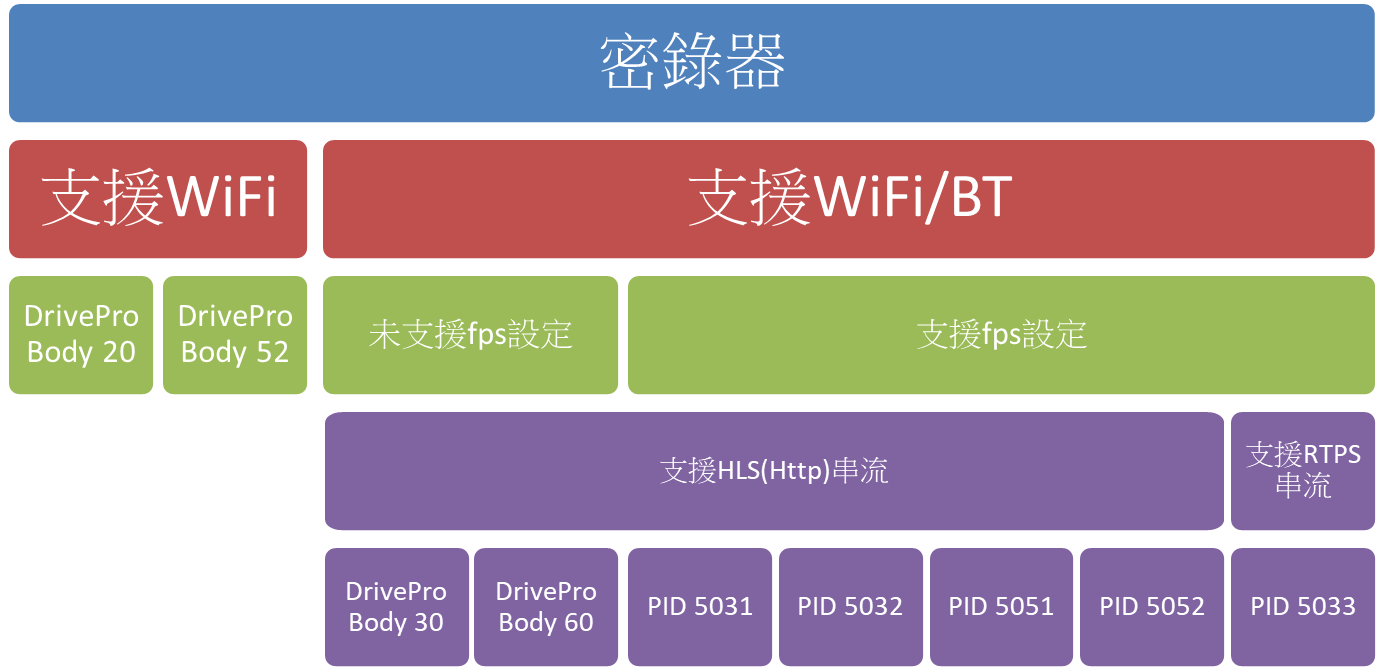 密錄器
支援WiFi
支援WiFi/BT
DrivePro
Body 20
DrivePro
Body 52
未支援fps設定
支援fps設定
支援HLS(Http)串流
支援RTPS
串流
DrivePro
Body 30
DrivePro
Body 60
PID 5031
PID 5032
PID 5051
PID 5052
PID 5033